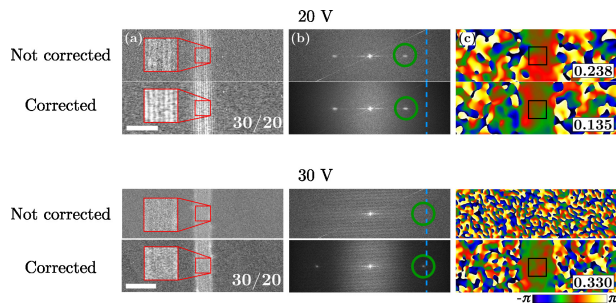 20 V
Not corrected
(a)
(b)
(c)
0.238
Corrected
30/20
0.135
30 V
Not corrected
Corrected
30/20
0.330
-π π